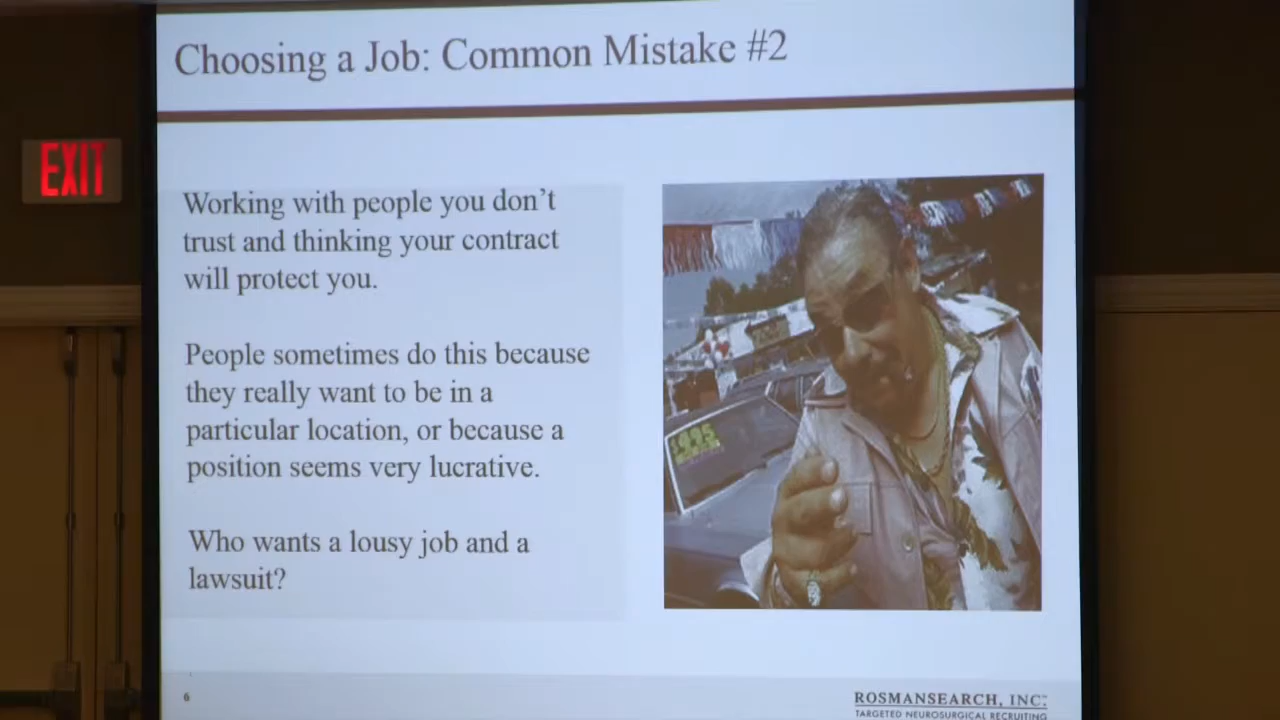 Choosing a Job: Common Mistake #2
EXIT
Working with people you don't
trust and thinking your contract
will protect you.
People sometimes do this because
they really want to be in a
particular location, or because a
position seems very lucrative.
Who wants a lousy job and a
lawsuit?
6
ROSMANSEARCH, INC.
TARGETED NEUROSURGICAL RECRUITING